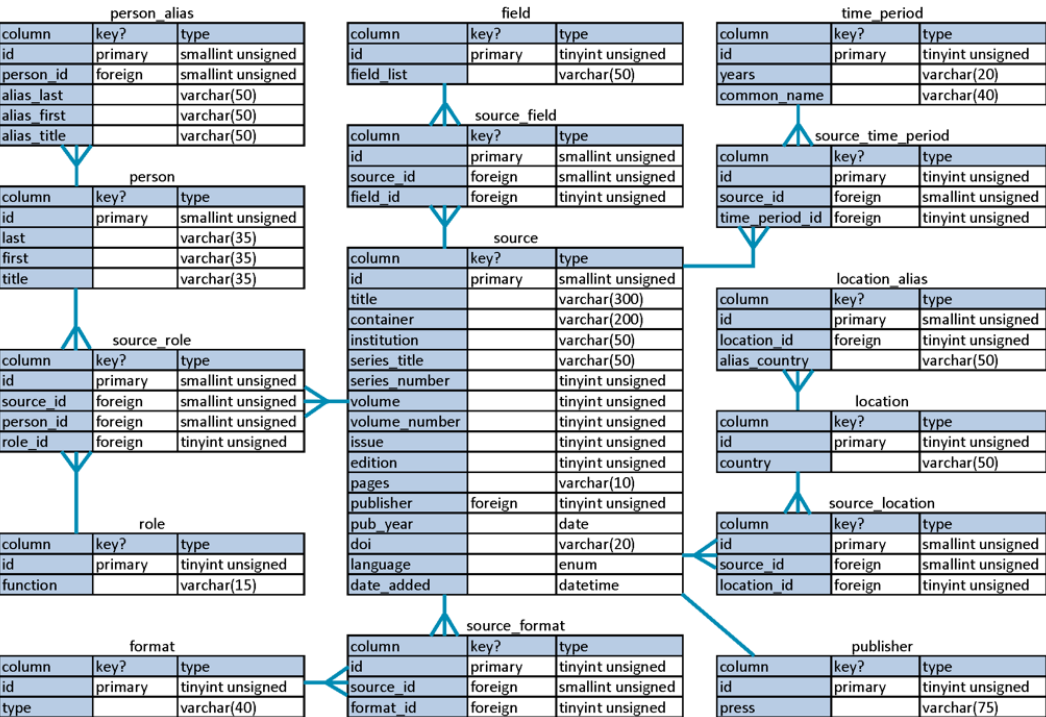 person_alias
column key? type
id primary smallint unsigned
person_id foreign smallint unsigned
alias_last varchar(50)
alias_first varchar(50)
alias_title varchar(50)
person
column key? type
id primary smallint unsigned
last varchar(35)
first varchar(35)
title varchar(35)
source_role
column key? type
id primary smallint unsigned
source_id foreign smallint unsigned
person_id foreign smallint unsigned
role_id foreign tinyint unsigned
role
column key? type
id primary tinyint unsigned
function varchar(15)
format
column key? type
id primary tinyint unsigned
type varchar(40)
field
column key? type
id primary tinyint unsigned
field_list varchar(50)
source_field
column key? type
id primary smallint unsigned
source_id foreign smallint unsigned
field_id foreign tinyint unsigned
source
column key? type
id primary smallint unsigned
title varchar(300)
container varchar(200)
institution varchar(50)
series_title varchar(50)
series_number tinyint unsigned
volume tinyint unsigned
volume_number tinyint unsigned
issue tinyint unsigned
edition tinyint unsigned
pages varchar(10)
publisher foreign tinyint unsigned
pub_year date
doi varchar(20)
language enum
date_added datetime
source_format
column key? type
id primary tinyint unsigned
source_id foreign smallint unsigned
format_id foreign tinyint unsigned
time_period
column key? type
id primary tinyint unsigned
years varchar(20)
common_name varchar(40)
source_time_period
column key? type
id primary tinyint unsigned
source_id foreign smallint unsigned
time_period_id foreign tinyint unsigned
location_alias
column key? type
id primary smallint unsigned
location_id foreign tinyint unsigned
alias_country varchar(50)
location
column key? type
id primary tinyint unsigned
country varchar(50)
source_location
column key? type
id primary smallint unsigned
source_id foreign smallint unsigned
location_id foreign tinyint unsigned
publisher
column key? type
id primary tinyint unsigned
press varchar(75)